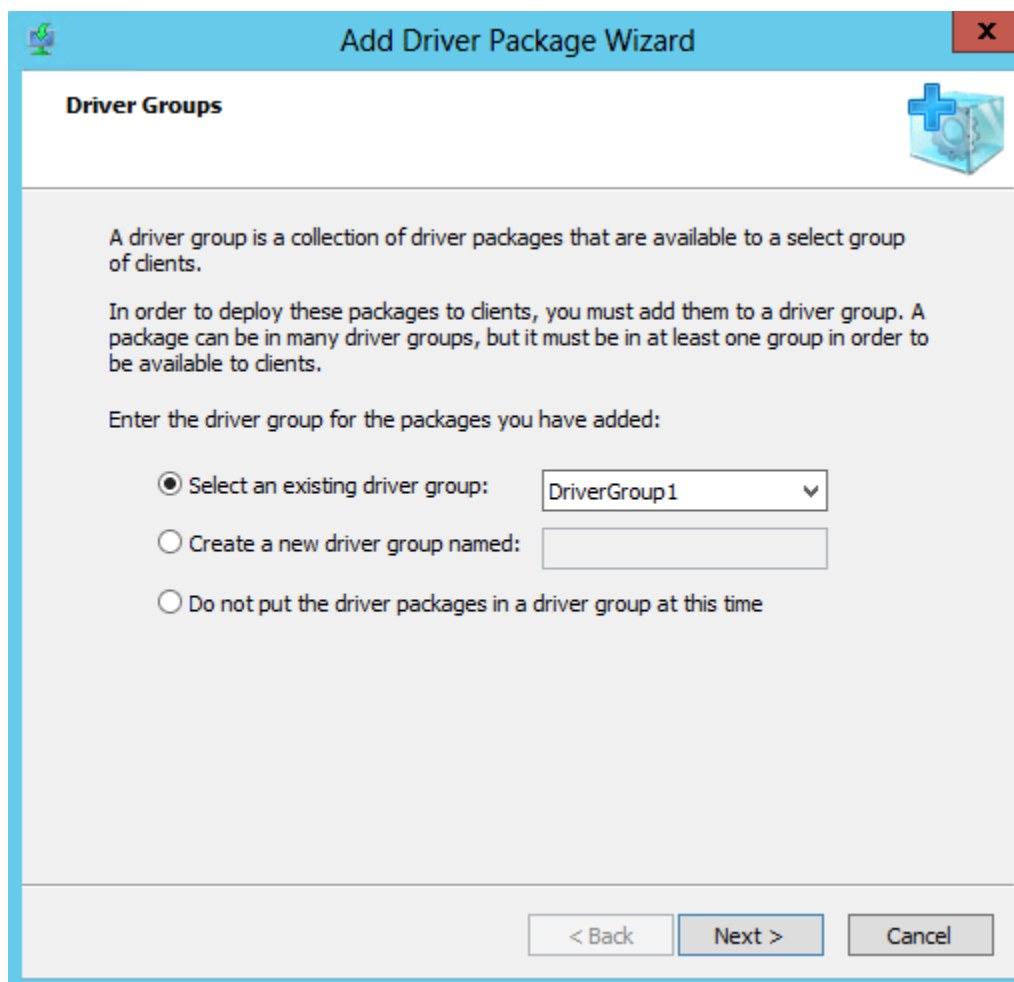 Add Driver Package Wizard
x
Driver Groups
A driver group is a collection of driver packages that are available to a select group
of clients.
In order to deploy these packages to clients, you must add them to a driver group. A
package can be in many driver groups, but it must be in at least one group in order to
be available to clients.
Enter the driver group for the packages you have added:
Select an existing driver group: DriverGroup1
Create a new driver group named:
Do not put the driver packages in a driver group at this time
< Back Next > Cancel